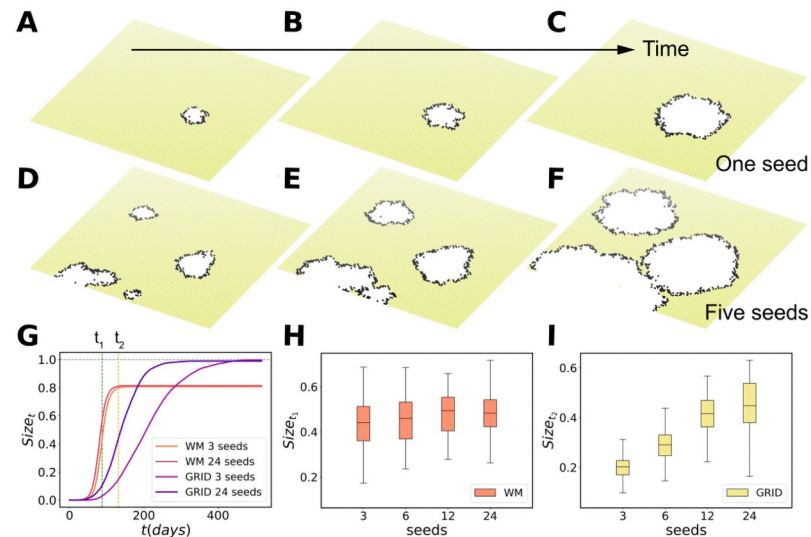 A
B
C
Time
One seed
D
E
F
Five seeds
G
t₁
t₂
Size_t
1.0
0.8
0.6
0.4
0.2
0.0
WM 3 seeds
WM 24 seeds
GRID 3 seeds
GRID 24 seeds
0 200 400
t(days)
H
Size_t₁
0.6
0.4
0.2
WM
3 6 12 24
seeds
I
Size_t₂
0.6
0.4
0.2
GRID
3 6 12 24
seeds